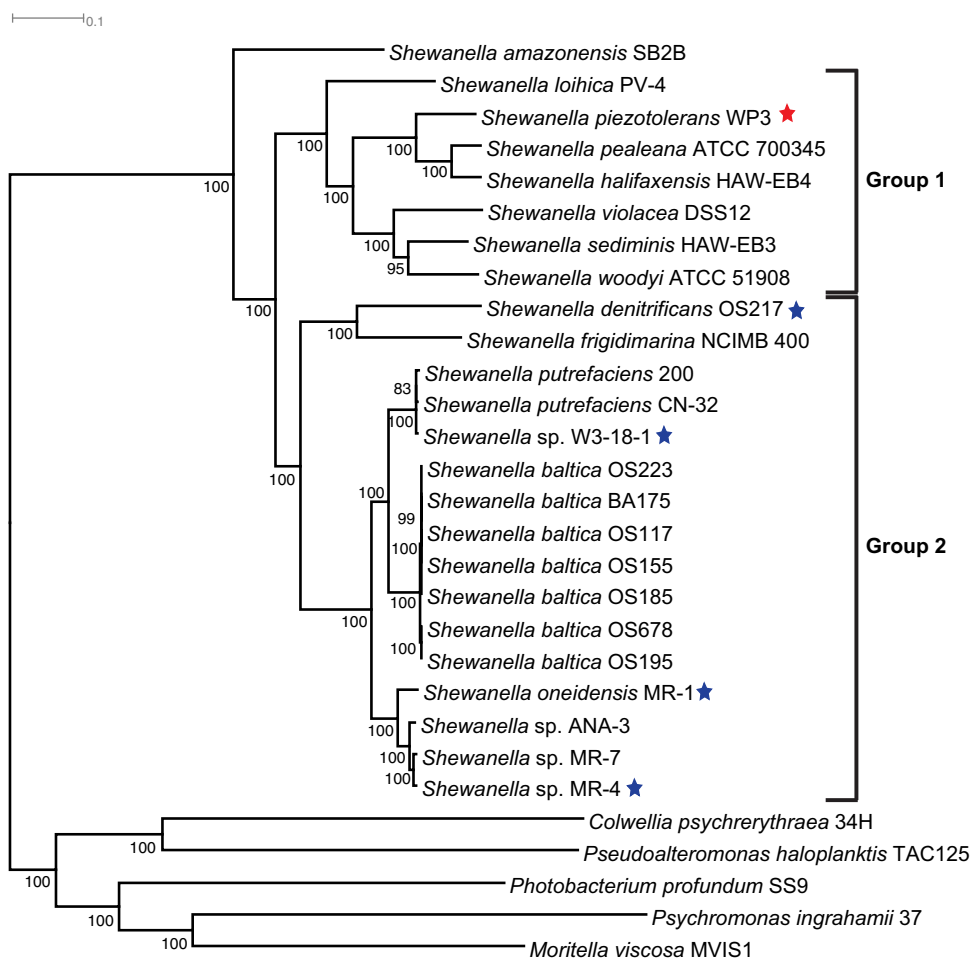 0.1
Shewanella amazonensis SB2B
Shewanella loihica PV-4
Shewanella piezotolerans WP3
100
100
Shewanella pealeana ATCC 700345
100
Shewanella halifaxensis HAW-EB4
Group 1
100
100
Shewanella violacea DSS12
100
Shewanella sediminis HAW-EB3
95
Shewanella woodyi ATCC 51908
100
Shewanella denitrificans OS217
100
Shewanella frigidimarina NCIMB 400
Shewanella putrefaciens 200
83
Shewanella putrefaciens CN-32
100
Shewanella sp. W3-18-1
Shewanella baltica OS223
100
100
Shewanella baltica BA175
99
Shewanella baltica OS117
Group 2
100
Shewanella baltica OS155
Shewanella baltica OS185
100
100
Shewanella baltica OS678
100
Shewanella baltica OS195
Shewanella oneidensis MR-1
Shewanella sp. ANA-3
100
Shewanella sp. MR-7
100
100
Shewanella sp. MR-4
Colwellia psychrerythraea 34H
100
Pseudoalteromonas haloplanktis TAC125
100
Photobacterium profundum SS9
100
Psychromonas ingrahamii 37
100
Moritella viscosa MVIS1